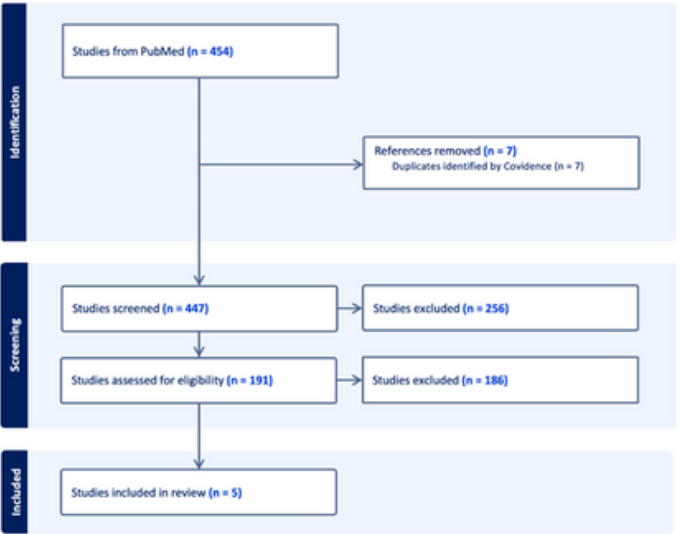 Identification
Studies from PubMed (n = 454)
References removed (n = 7)
Duplicates identified by Covidence (n = 7)
Screening
Studies screened (n = 447)
Studies excluded (n = 256)
Studies assessed for eligibility (n = 191)
Studies excluded (n = 186)
Included
Studies included in review (n = 5)